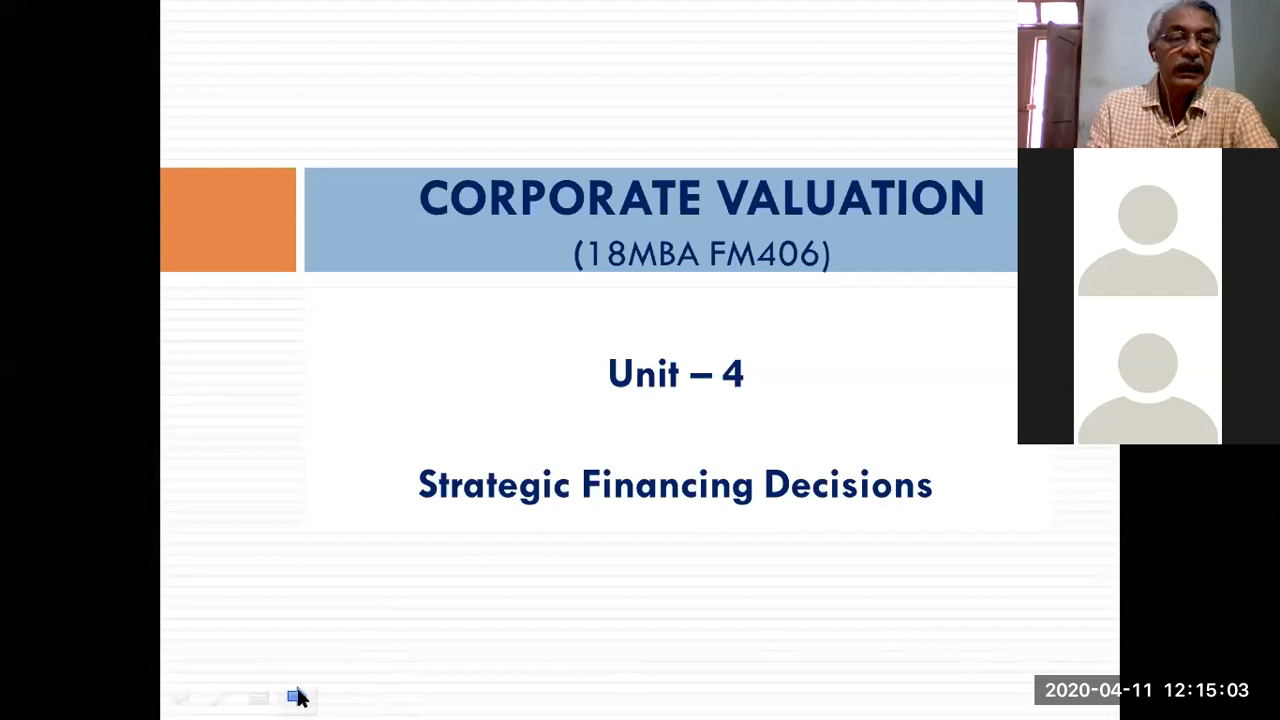 CORPORATE VALUATION
(18MBA FM406)
Unit – 4
Strategic Financing Decisions
2020-04-11 12:15:03